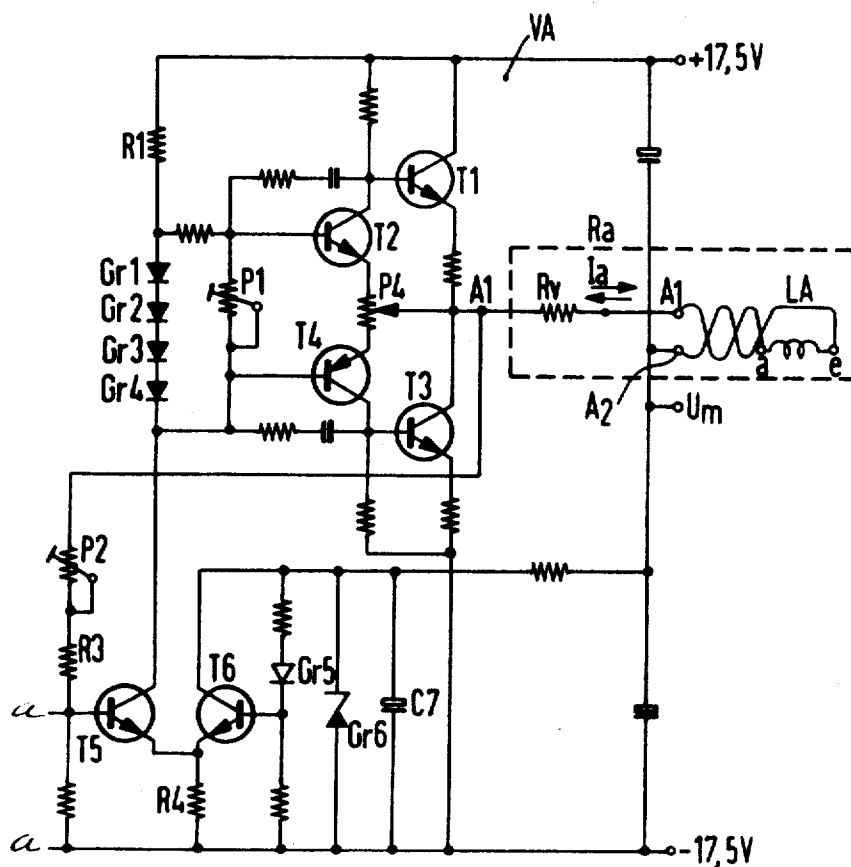 VA
+17,5V
R1
T1
T2
Ra
Gr1
P1
P4
A1
Rv
Ia
A1
LA
Gr2
T4
Gr3
a
e
Gr4
T3
A2
Um
P2
R3
T6
Gr5
a
T5
Gr6
C7
R4
a
-17,5V